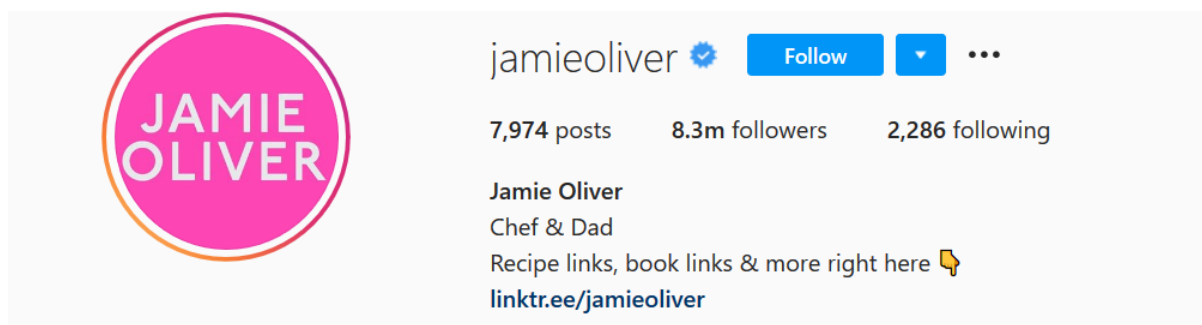 JAMIE
OLIVER
jamieoliver Follow
7,974 posts 8.3m followers 2,286 following
Jamie Oliver
Chef & Dad
Recipe links, book links & more right here 👇
linktr.ee/jamieoliver